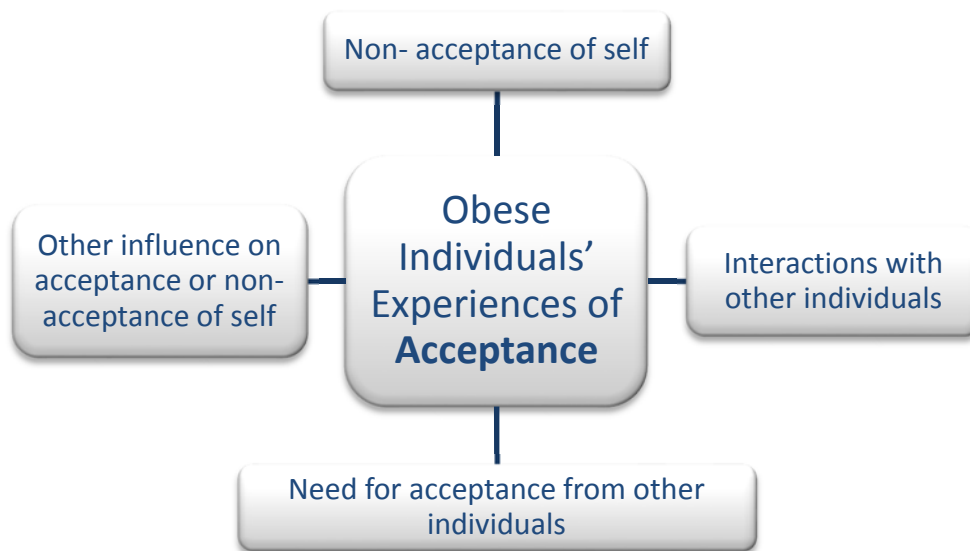 Non- acceptance of self
Obese
Individuals’
Experiences of
Acceptance
Other influence on
acceptance or non-
acceptance of self
Interactions with
other individuals
Need for acceptance from other
individuals